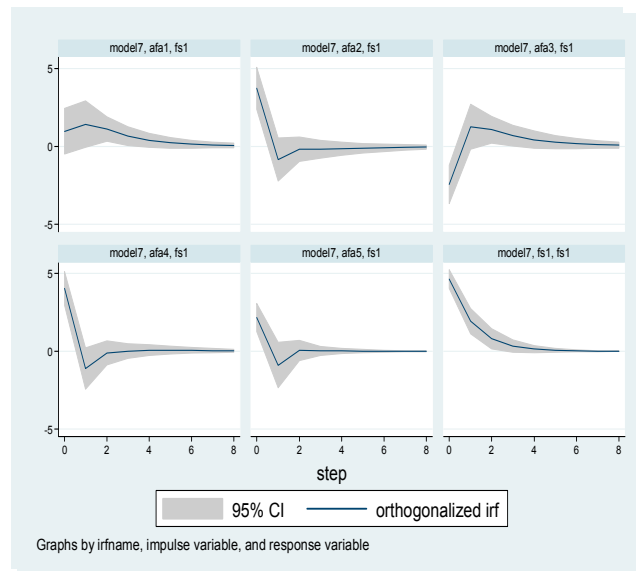 model7, afa1, fs1
model7, afa2, fs1
model7, afa3, fs1
5
0
-5
model7, afa4, fs1
model7, afa5, fs1
model7, fs1, fs1
5
0
-5
0 2 4 6 8
0 2 4 6 8
0 2 4 6 8
step
95% CI
orthogonalized irf
Graphs by irfname, impulse variable, and response variable